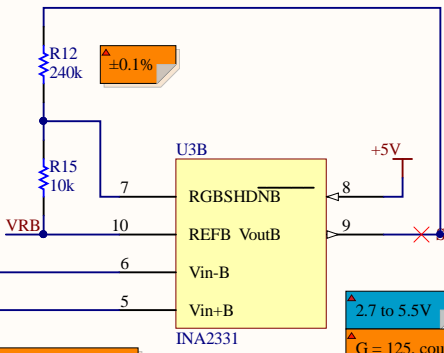 R12
240k
±0.1%
R15
10k
U3B
+5V
7
RGBSHDNB
8
VRB
10
REFB
VoutB
9
6
Vin-B
5
Vin+B
INA2331
2.7 to 5.5V
G = 125,